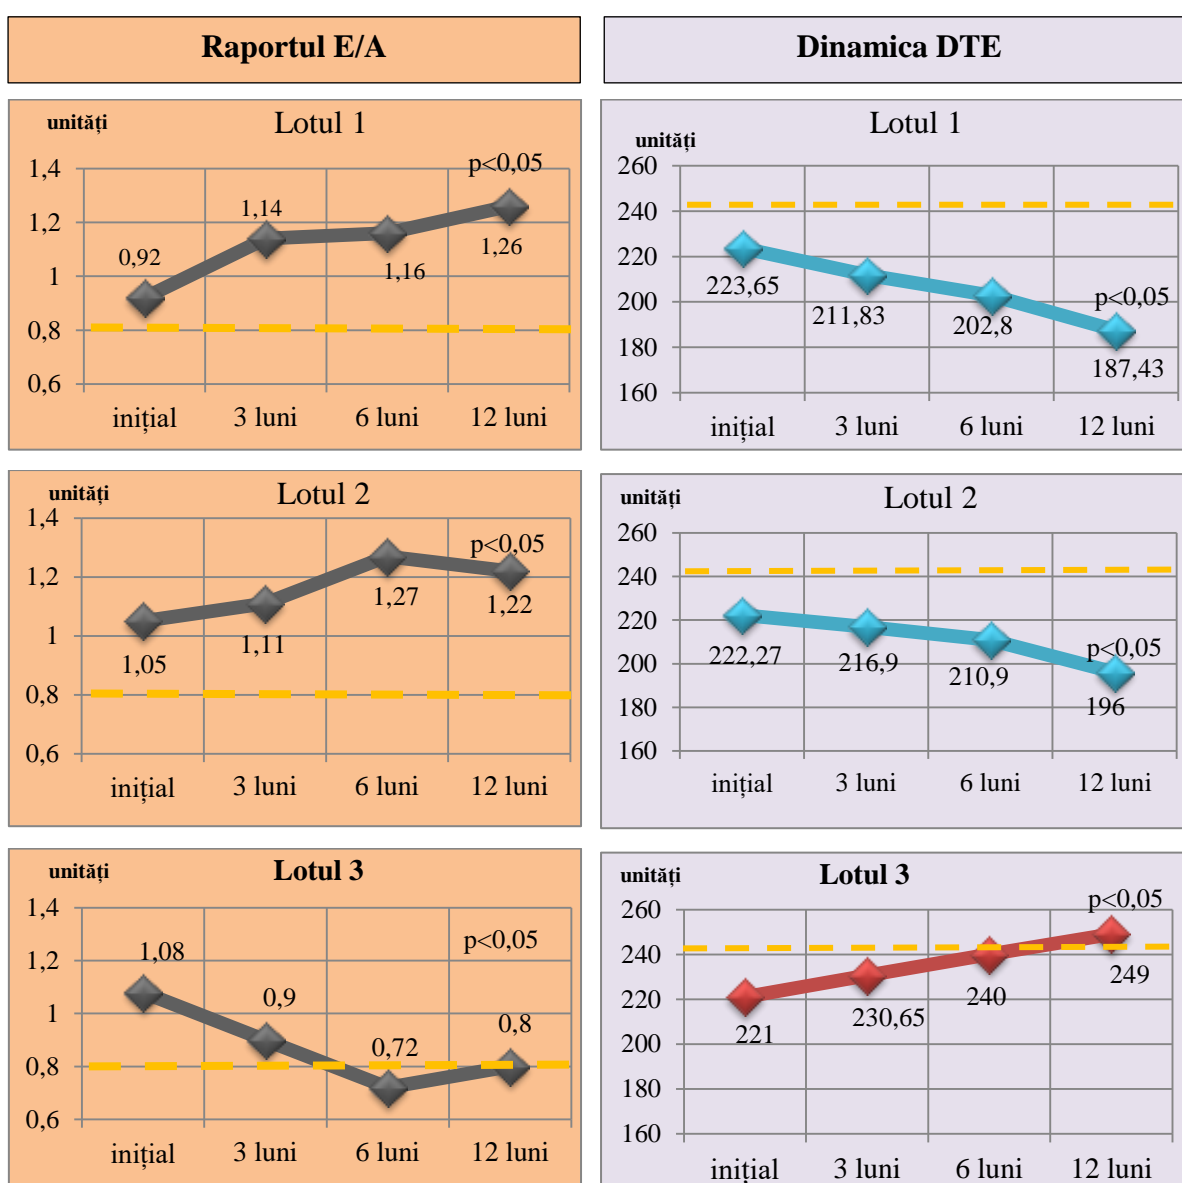 Raportul E/A
Dinamica DTE
unități
Lotul 1
1,4
1,2
1
0,8
0,6
0,92
1,14
1,16
p<0,05
1,26
inițial 3 luni 6 luni 12 luni
unități
Lotul 1
260
240
220
200
180
160
223,65
211,83
202,8
p<0,05
187,43
inițial 3 luni 6 luni 12 luni
unități
Lotul 2
1,4
1,2
1
0,8
0,6
1,05
1,11
1,27
p<0,05
1,22
inițial 3 luni 6 luni 12 luni
unități
Lotul 2
260
240
220
200
180
160
222,27
216,9
210,9
p<0,05
196
inițial 3 luni 6 luni 12 luni
unități
Lotul 3
1,4
1,2
1
0,8
0,6
1,08
0,9
0,72
p<0,05
0,8
inițial 3 luni 6 luni 12 luni
unități
Lotul 3
260
240
220
200
180
160
221
230,65
240
p<0,05
249
inițial 3 luni 6 luni 12 luni